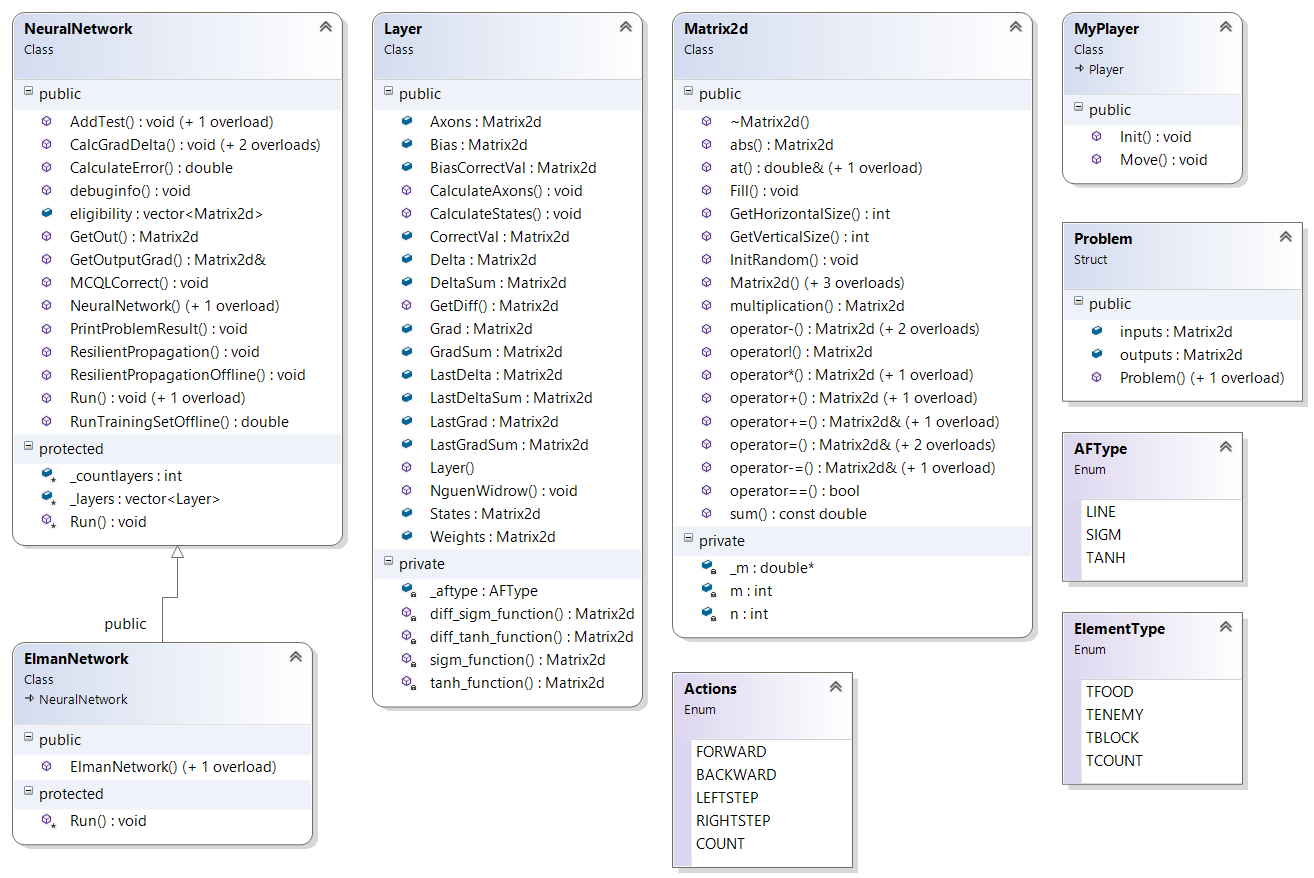 NeuralNetwork
Class
public
AddTest() : void (+ 1 overload)
CalcGradDelta() : void (+ 2 overloads)
CalculateError() : double
debuginfo() : void
eligibility : vector<Matrix2d>
GetOut() : Matrix2d
GetOutputGrad() : Matrix2d&
MCQLCorrect() : void
NeuralNetwork() (+ 1 overload)
PrintProblemResult() : void
ResilientPropagation() : void
ResilientPropagationOffline() : void
Run() : void (+ 1 overload)
RunTrainingSetOffline() : double
protected
_countlayers : int
_layers : vector<Layer>
Run() : void
public
ElmanNetwork
Class
NeuralNetwork
public
ElmanNetwork() (+ 1 overload)
protected
Run() : void
Layer
Class
public
Axons : Matrix2d
Bias : Matrix2d
BiasCorrectVal : Matrix2d
CalculateAxons() : void
CalculateStates() : void
CorrectVal : Matrix2d
Delta : Matrix2d
DeltaSum : Matrix2d
GetDiff() : Matrix2d
Grad : Matrix2d
GradSum : Matrix2d
LastDelta : Matrix2d
LastDeltaSum : Matrix2d
LastGrad : Matrix2d
LastGradSum : Matrix2d
Layer()
NguenWidrow() : void
States : Matrix2d
Weights : Matrix2d
private
_aftype : AFType
diff_sigm_function() : Matrix2d
diff_tanh_function() : Matrix2d
sigm_function() : Matrix2d
tanh_function() : Matrix2d
Matrix2d
Class
public
~Matrix2d()
abs() : Matrix2d
at() : double& (+ 1 overload)
Fill() : void
GetHorizontalSize() : int
GetVerticalSize() : int
InitRandom() : void
Matrix2d() (+ 3 overloads)
multiplication() : Matrix2d
operator-() : Matrix2d (+ 2 overloads)
operator!() : Matrix2d
operator*() : Matrix2d (+ 1 overload)
operator+() : Matrix2d (+ 1 overload)
operator+=() : Matrix2d& (+ 1 overload)
operator=() : Matrix2d& (+ 2 overloads)
operator-=() : Matrix2d& (+ 1 overload)
operator==() : bool
sum() : const double
private
_m : double*
m : int
n : int
Actions
Enum
FORWARD
BACKWARD
LEFTSTEP
RIGHTSTEP
COUNT
MyPlayer
Class
Player
public
Init() : void
Move() : void
Problem
Struct
public
inputs : Matrix2d
outputs : Matrix2d
Problem() (+ 1 overload)
AFType
Enum
LINE
SIGM
TANH
ElementType
Enum
TFOOD
TENEMY
TBLOCK
TCOUNT